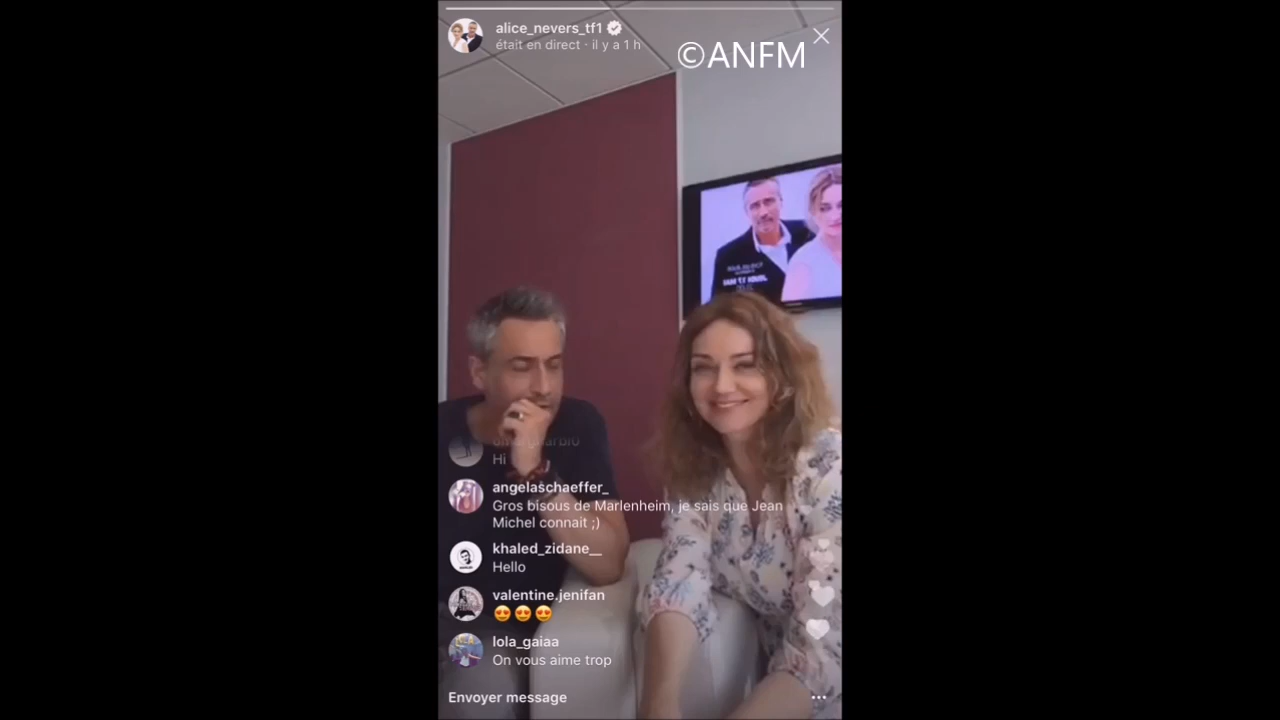 alice_nevers_tf1
était en direct · il y a 1 h
©ANFM
Hi
angelaschaeffer_
Gros bisous de Marlenheim, je sais que Jean
Michel connait ;)
khaled_zidane__
Hello
valentine.jenifan
😍😍😍
lola_gaiaa
On vous aime trop
Envoyer message